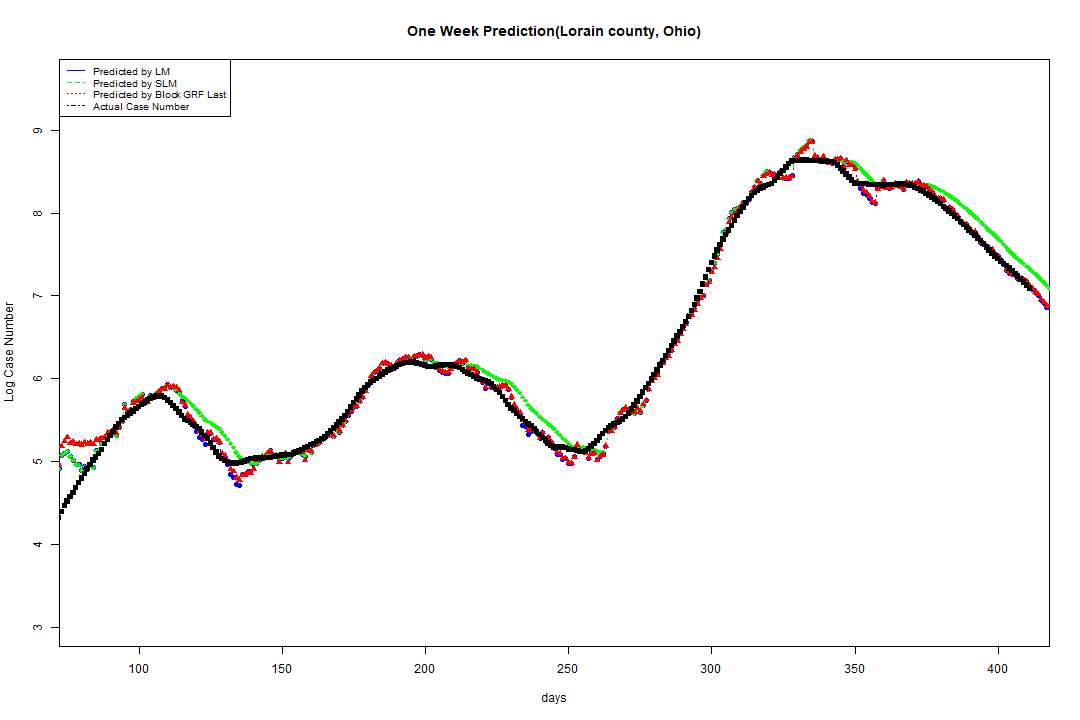 One Week Prediction(Lorain county, Ohio)
Predicted by LM
Predicted by SLM
Predicted by Block GRF Last
Actual Case Number
9
8
7
6
5
4
3
Log Case Number
100 150 200 250 300 350 400
days